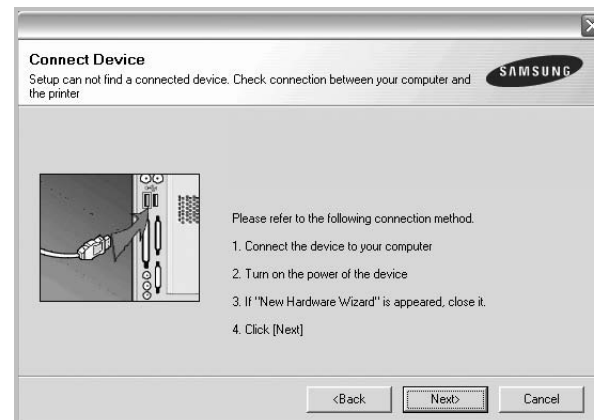 Connect Device
Setup can not find a connected device. Check connection between your computer and
the printer
SAMSUNG
Please refer to the following connection method.
1. Connect the device to your computer
2. Turn on the power of the device
3. If "New Hardware Wizard" is appeared, close it.
4. Click [Next]
<Back
Next>
Cancel